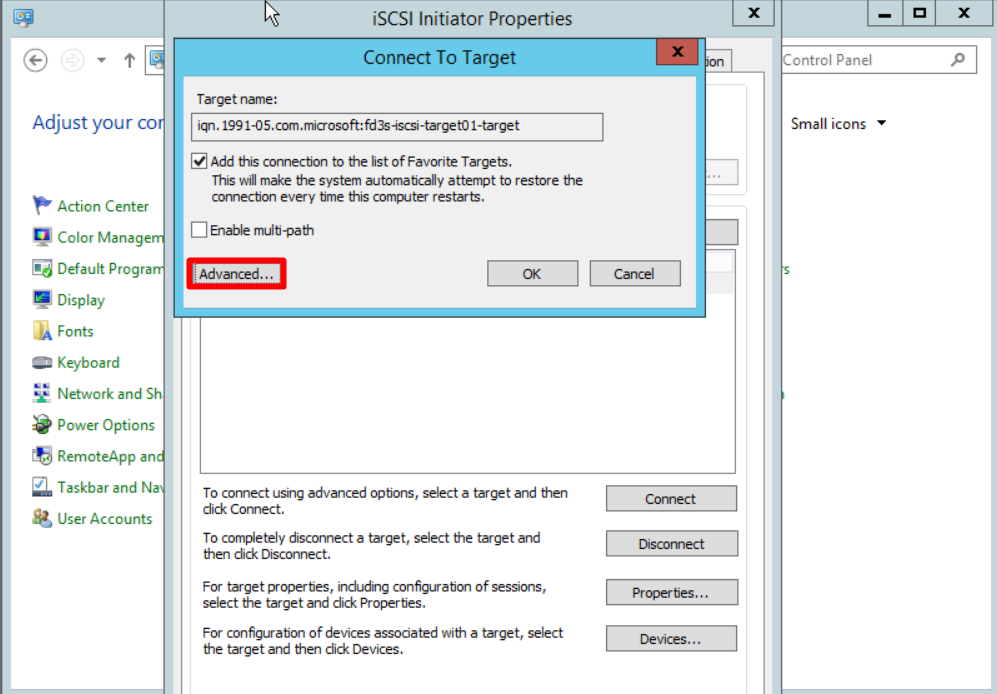 iSCSI Initiator Properties
Connect To Target
Control Panel
Adjust your
Small icons
Target name:
iqn.1991-05.com.microsoft:fd3s-iscsi-target01-target
Add this connection to the list of Favorite Targets.
This will make the system automatically attempt to restore the
connection every time this computer restarts.
Enable multi-path
Advanced...
OK
Cancel
Action Center
Color Managem
Default Program
Display
Fonts
Keyboard
Network and Sh
Power Options
RemoteApp and
Taskbar and Nav
User Accounts
To connect using advanced options, select a target and then
click Connect.
Connect
To completely disconnect a target, select the target and
then click Disconnect.
Disconnect
For target properties, including configuration of sessions,
select the target and click Properties.
Properties...
For configuration of devices associated with a target, select
the target and then click Devices.
Devices...